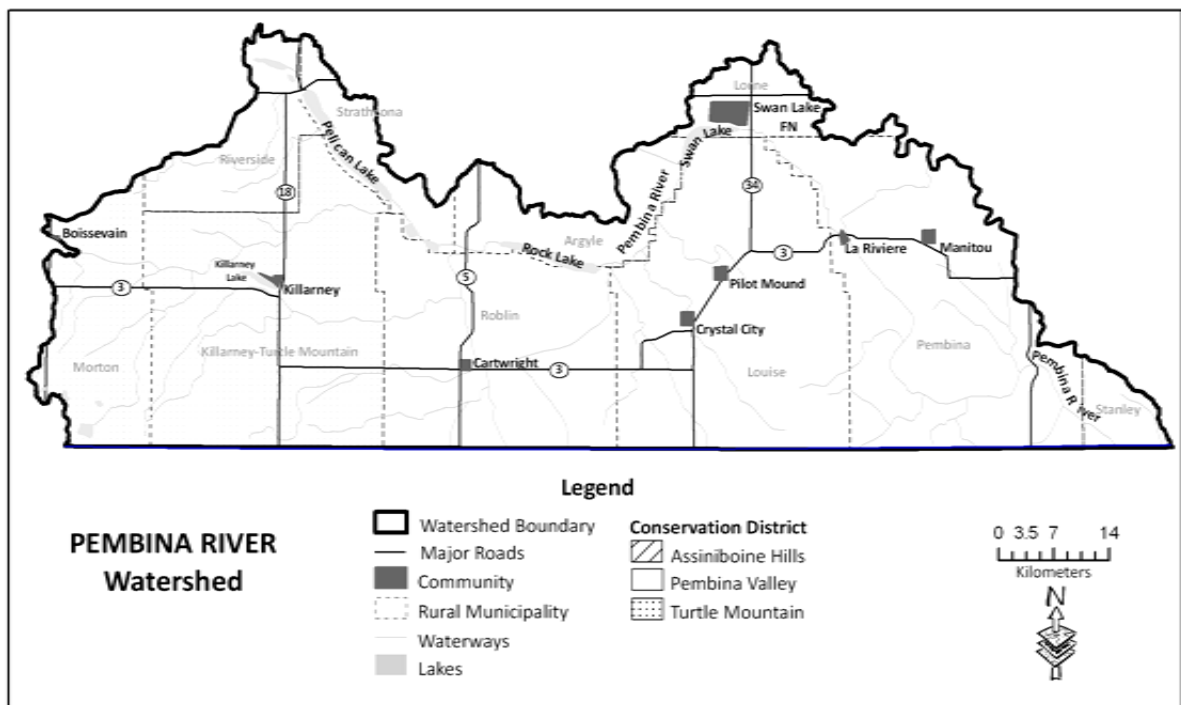 Lorne
Strathcona
Swan Lake
FN
Pelican Lake
Swan Lake
Riverside
18
34
Pembina River
Boissevain
Argyle
Rock Lake
3
La Riviere
Manitou
Killarney
Lake
Killarney
3
5
Pilot Mound
Roblin
Crystal City
Killarney-Turtle Mountain
Morton
Cartwright
3
Louise
Pembina
Pembina River
Stanley
PEMBINA RIVER
Watershed
Legend
Watershed Boundary
Major Roads
Community
Rural Municipality
Waterways
Lakes
Conservation District
Assiniboine Hills
Pembina Valley
Turtle Mountain
0 3.5 7 14
Kilometers
N